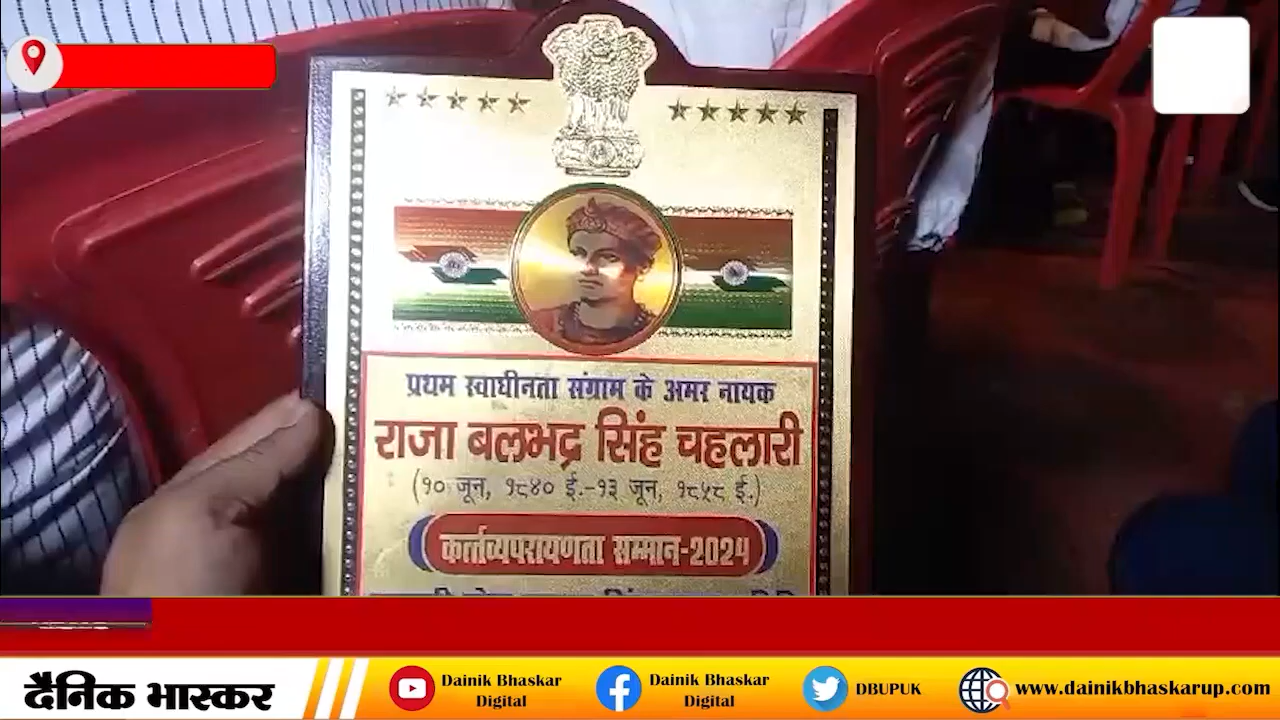 प्रथम स्वाधीनता संग्राम के अमर नायक
राजा बलभद्र सिंह चहलारी
(१० जून, १८४० ई.-१३ जून, १८५८ ई.)
कर्त्तव्यपरायणता सम्मान-2024
दैनिक भास्कर
Dainik Bhaskar
Digital
Dainik Bhaskar
Digital
DBUPUK
www.dainikbhaskarup.com